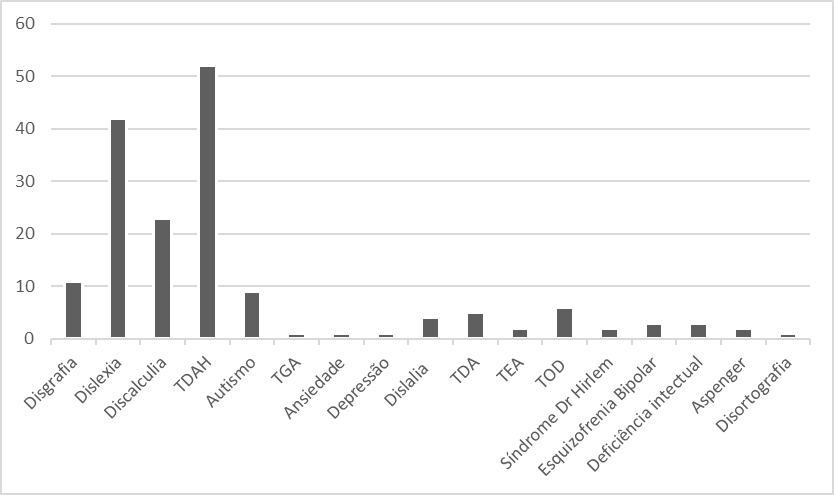 60
50
40
30
20
10
0
Disgrafia
Dislexia
Discalculia
TDAH
Autismo
TGA
Ansiedade
Depressão
Dislalia
TDA
TEA
TOD
Síndrome Dr Hirlem
Esquizofrenia Bipolar
Deficiência intectual
Aspenger
Disortografia